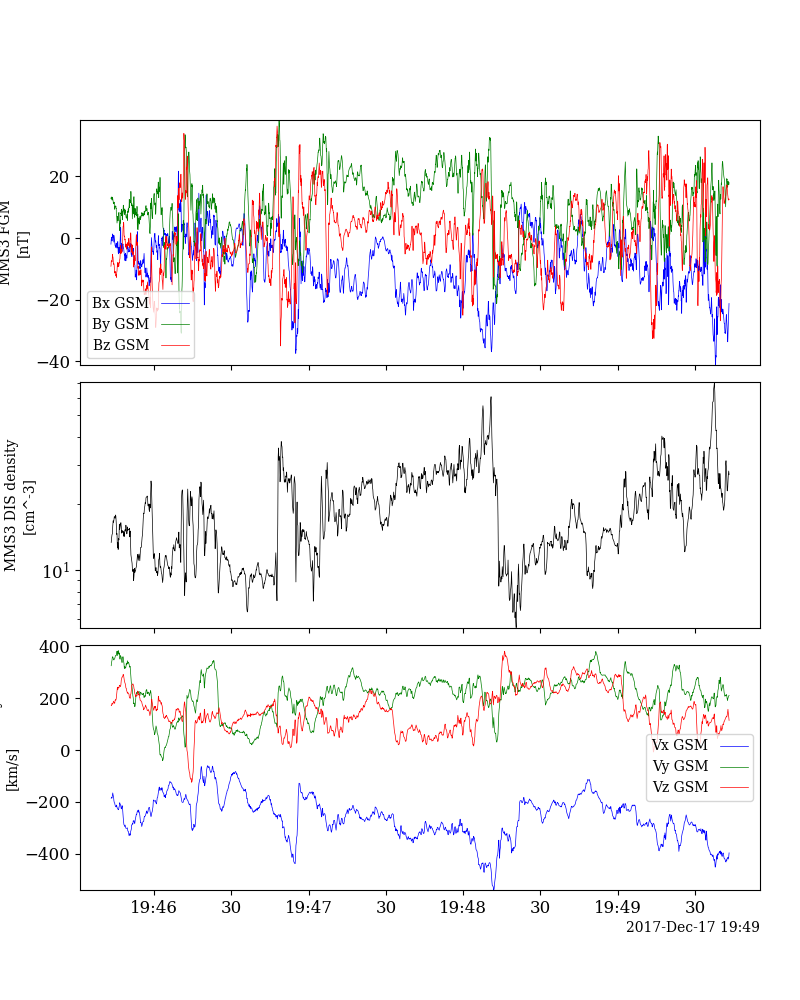 20
0
−20
−40
MMS3 FGM
[nT]
Bx GSM
By GSM
Bz GSM
10^1
MMS3 DIS density
[cm^-3]
400
200
0
−200
−400
[km/s]
Vx GSM
Vy GSM
Vz GSM
19:46 30 19:47 30 19:48 30 19:49 30
2017-Dec-17 19:49